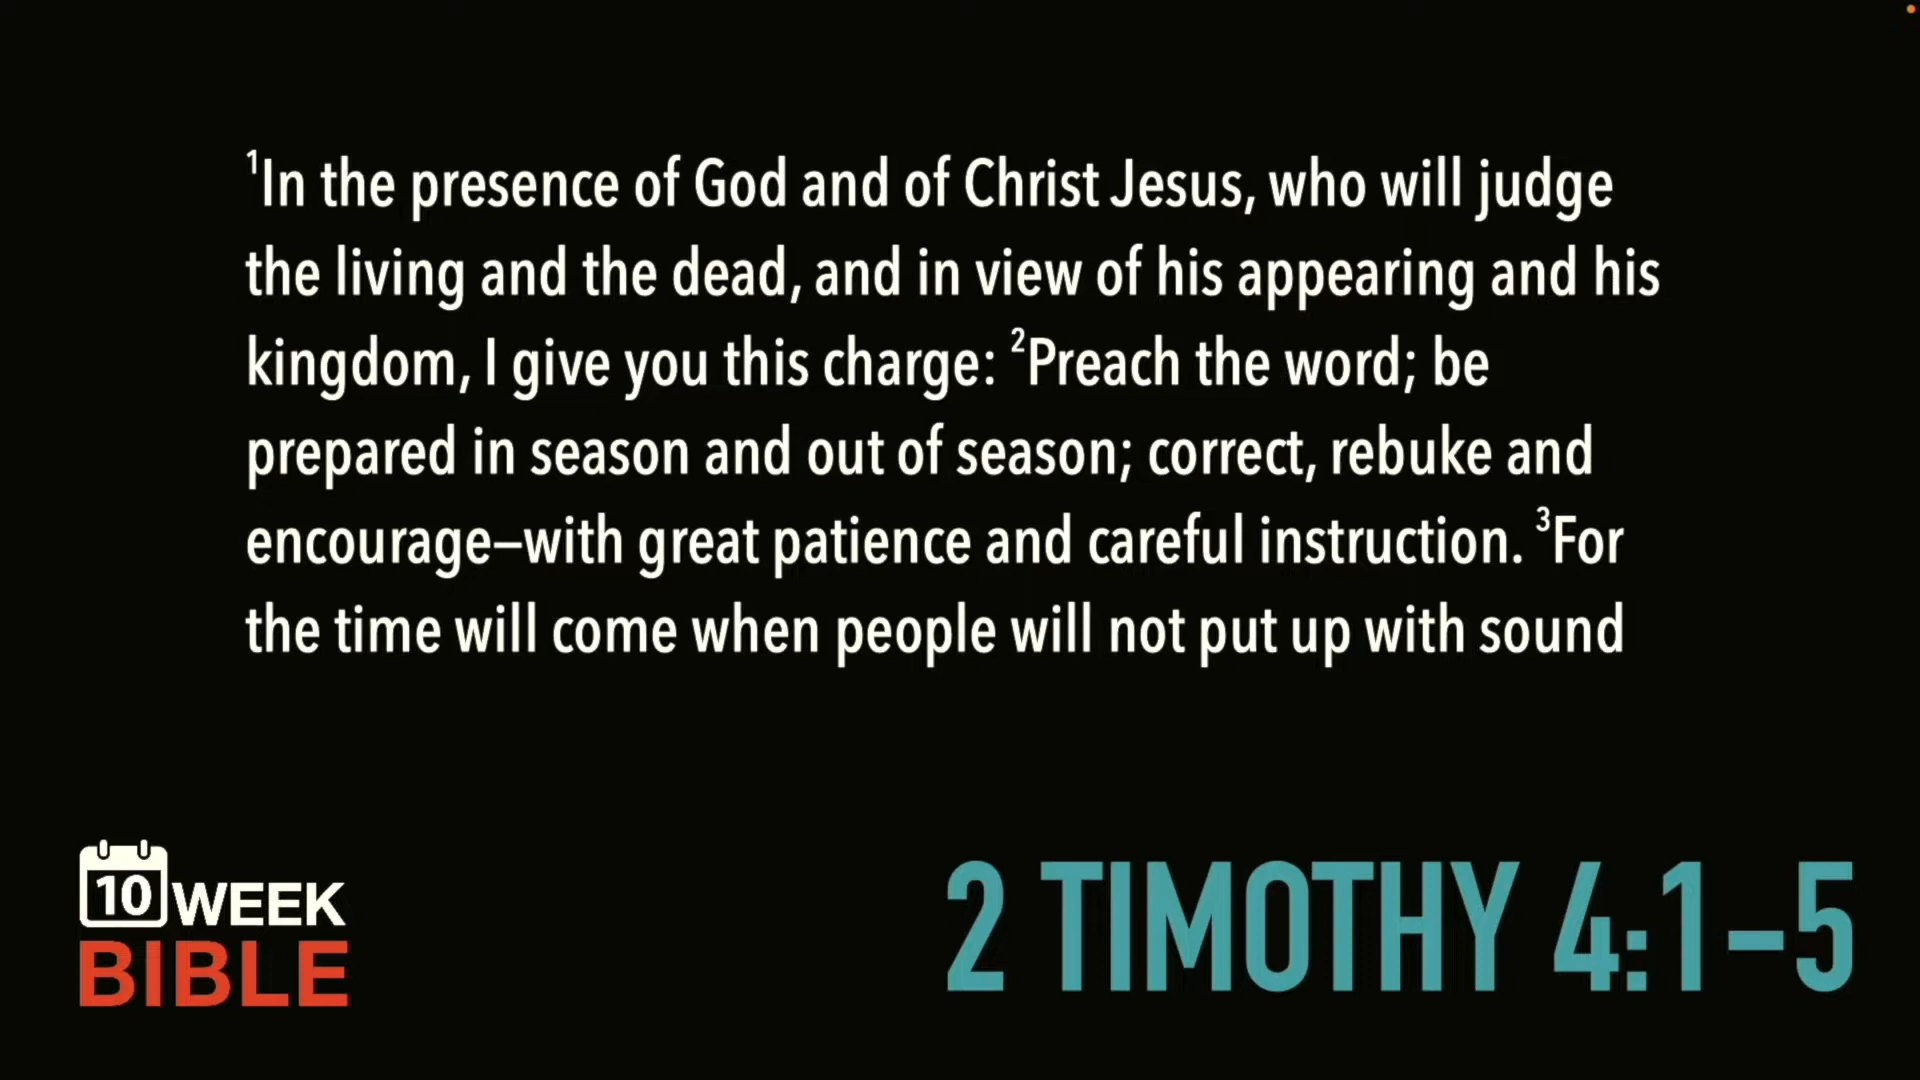 ¹In the presence of God and of Christ Jesus, who will judge
the living and the dead, and in view of his appearing and his
kingdom, I give you this charge: ²Preach the word; be
prepared in season and out of season; correct, rebuke and
encourage—with great patience and careful instruction. ³For
the time will come when people will not put up with sound
10 WEEK
BIBLE
2 TIMOTHY 4:1–5